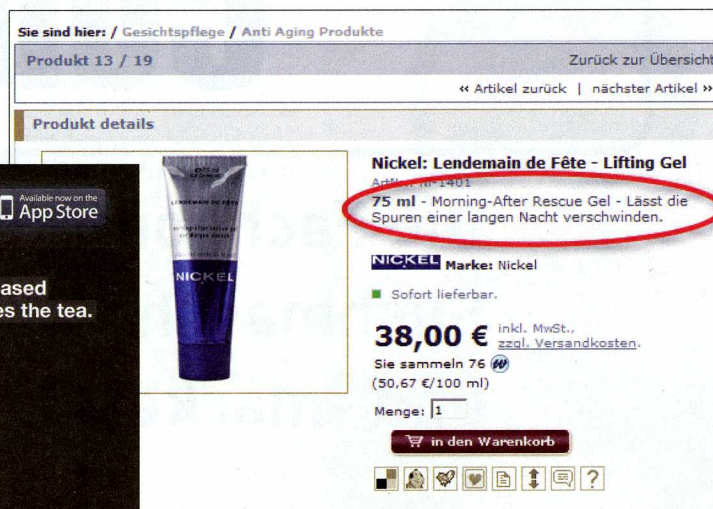 Sie sind hier: / Gesichtspflege / Anti Aging Produkte
Produkt 13 / 19
Zurück zur Übersicht
‹‹ Artikel zurück | nächster Artikel ››
Produkt details
Available now on the
App Store
ased
es the tea.
LENDEMAIN DE FÊTE
NICKEL
Nickel: Lendemain de Fête - Lifting Gel
NI-1401
75 ml - Morning-After Rescue Gel - Lässt die
Spuren einer langen Nacht verschwinden.
NICKEL Marke: Nickel
Sofort lieferbar.
38,00 € inkl. MwSt.,
zzgl. Versandkosten.
Sie sammeln 76
(50,67 €/100 ml)
Menge: 1
in den Warenkorb
?